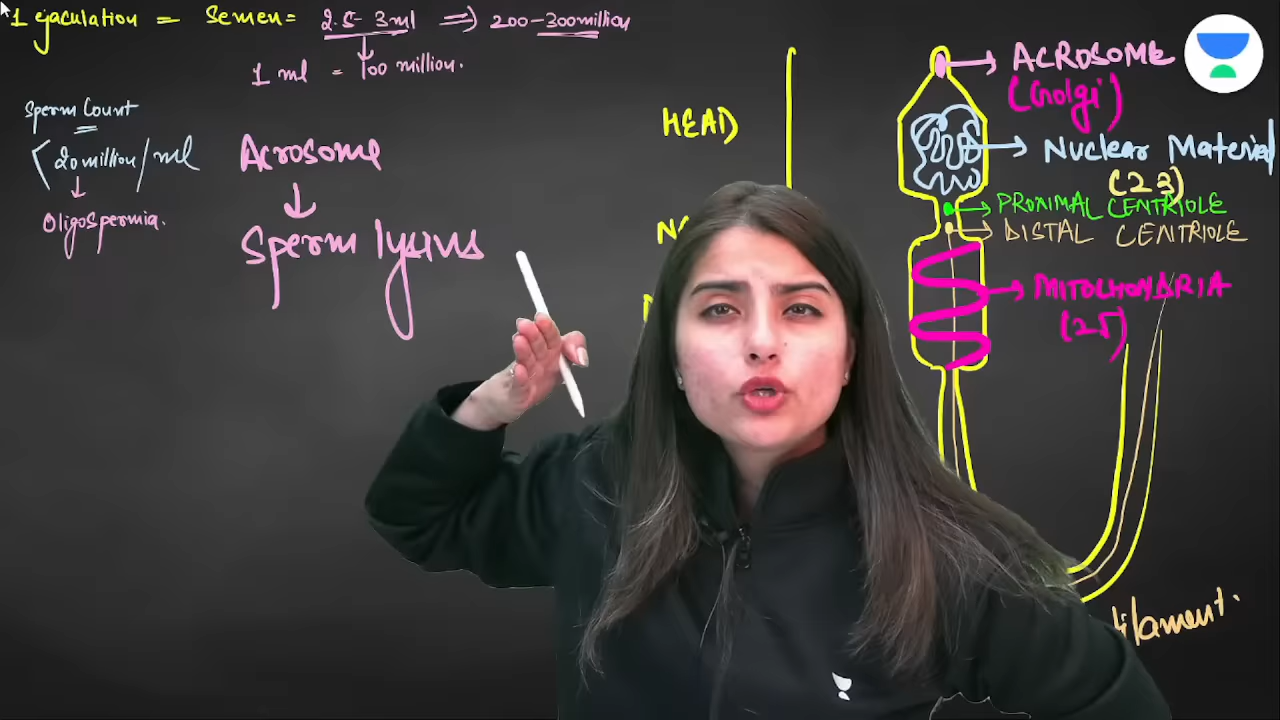 1 ejaculation = Semen = 2.5-3ml => 200-300million
1 ml = 100 million.
Sperm Count
<20 million/ml
↓
Oligospermia.
Acrosome
↓
Sperm lysins
HEAD
ACROSOME
(Golgi)
Nuclear Material
(23)
PROXIMAL CENTRIOLE
DISTAL CENTRIOLE
MITOCHONDRIA
(25)
filament.